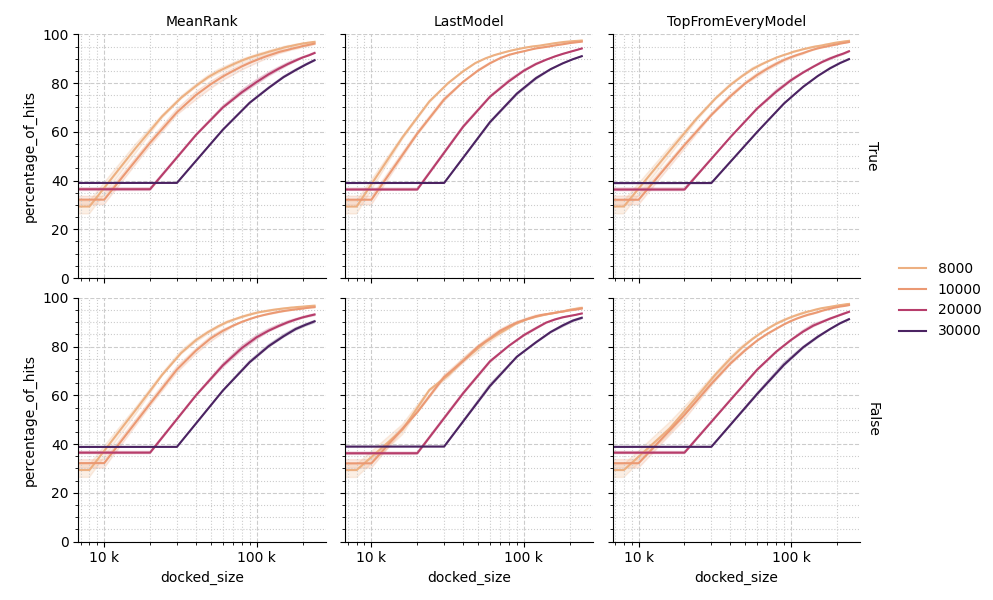 MeanRank LastModel TopFromEveryModel
100
80
60
40
20
0
percentage_of_hits
True
8000
10000
20000
30000
100
80
60
40
20
0
percentage_of_hits
False
10 k 100 k 10 k 100 k 10 k 100 k
docked_size docked_size docked_size